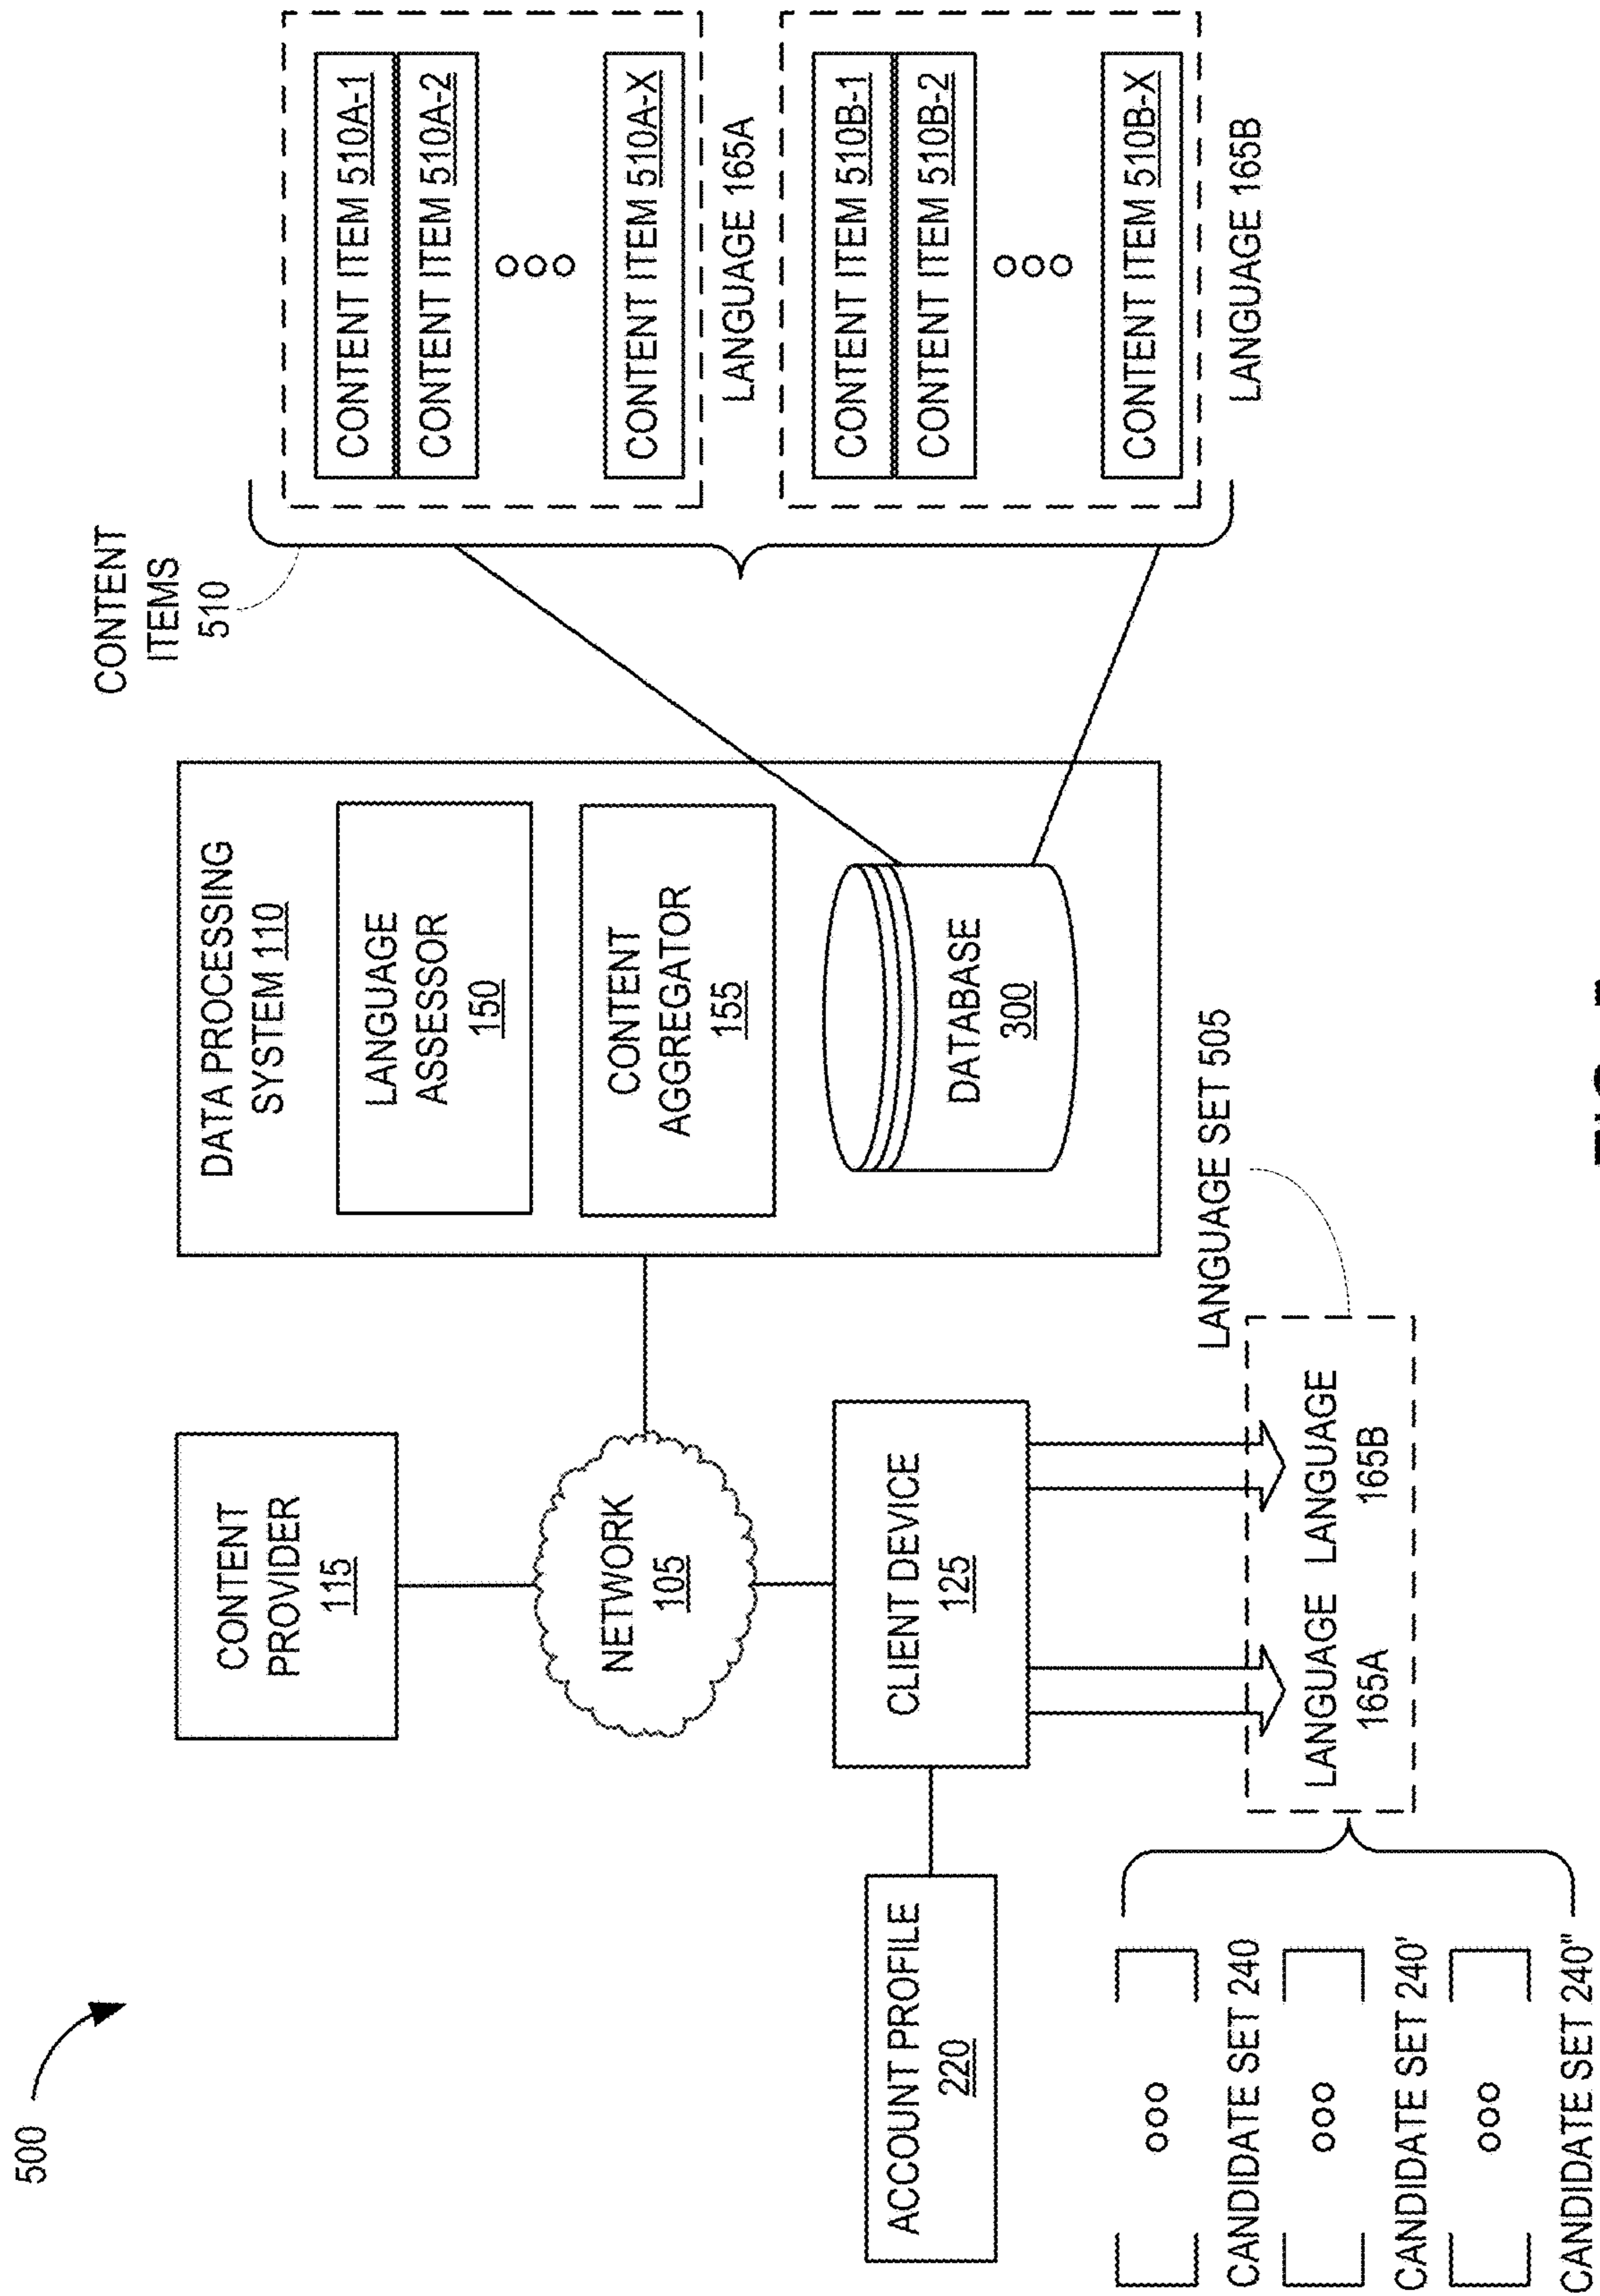 500
CONTENT
PROVIDER
115
NETWORK
105
CLIENT DEVICE
125
ACCOUNT PROFILE
220
CANDIDATE SET 240
CANDIDATE SET 240'
CANDIDATE SET 240"
LANGUAGE
165A
LANGUAGE
165B
LANGUAGE SET 505
DATA PROCESSING
SYSTEM 110
LANGUAGE
ASSESSOR
150
CONTENT
AGGREGATOR
155
DATABASE
300
CONTENT
ITEMS
510
CONTENT ITEM 510A-1
CONTENT ITEM 510A-2
CONTENT ITEM 510A-X
LANGUAGE 165A
CONTENT ITEM 510B-1
CONTENT ITEM 510B-2
CONTENT ITEM 510B-X
LANGUAGE 165B